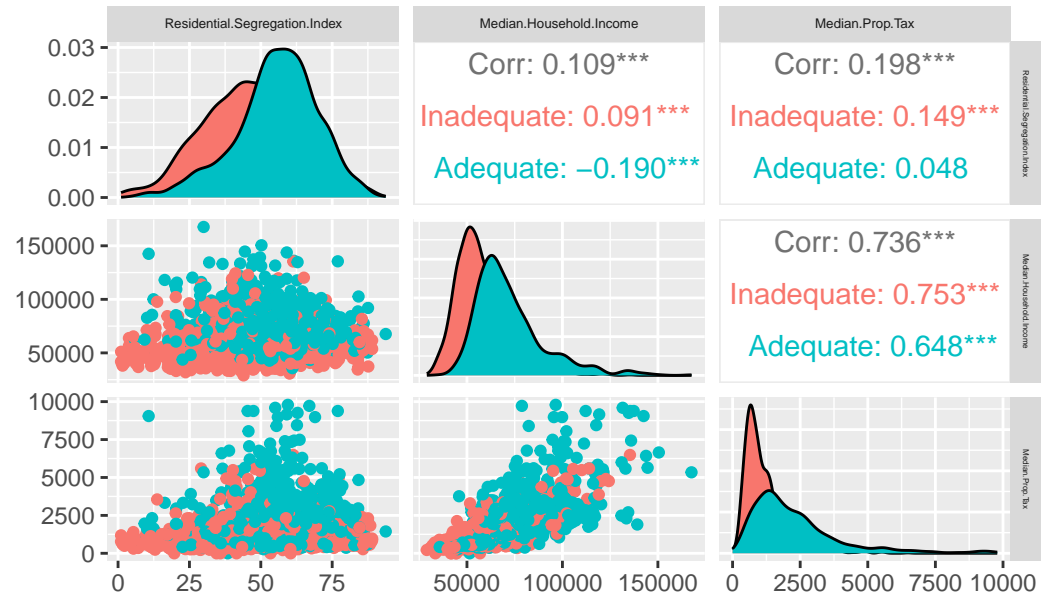 Residential.Segregation.Index Median.Household.Income Median.Prop.Tax
0.03
0.02
0.01
0.00
Corr: 0.109***
Inadequate: 0.091***
Adequate: −0.190***
Corr: 0.198***
Inadequate: 0.149***
Adequate: 0.048
Residential.Segregation.Index
150000
100000
50000
Corr: 0.736***
Inadequate: 0.753***
Adequate: 0.648***
Median.Household.Income
10000
7500
5000
2500
0
Median.Prop.Tax
0 25 50 75
50000 100000 150000
0 2500 5000 7500 10000